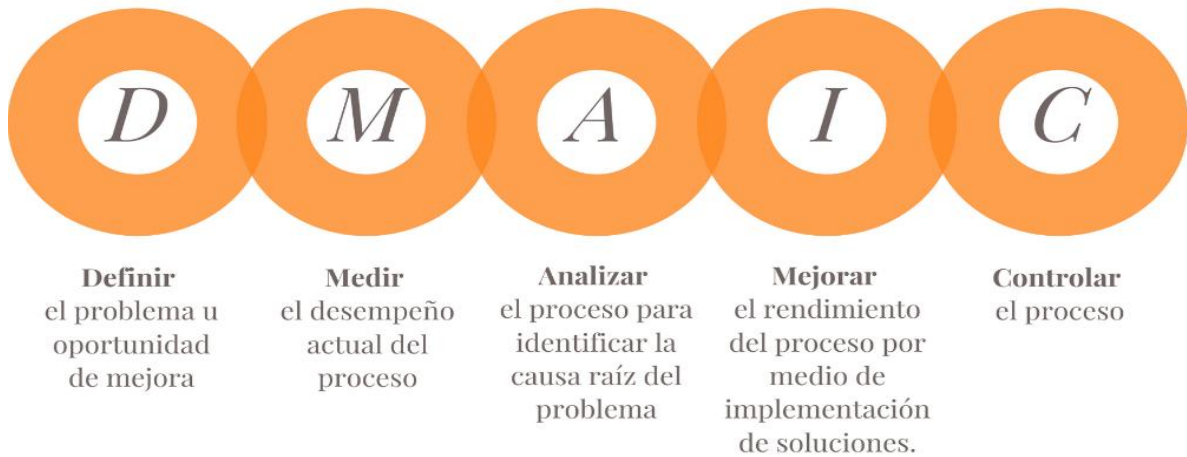 D M A I C
Definir
el problema u
oportunidad
de mejora
Medir
el desempeño
actual del
proceso
Analizar
el proceso para
identificar la
causa raíz del
problema
Mejorar
el rendimiento
del proceso por
medio de
implementación
de soluciones.
Controlar
el proceso